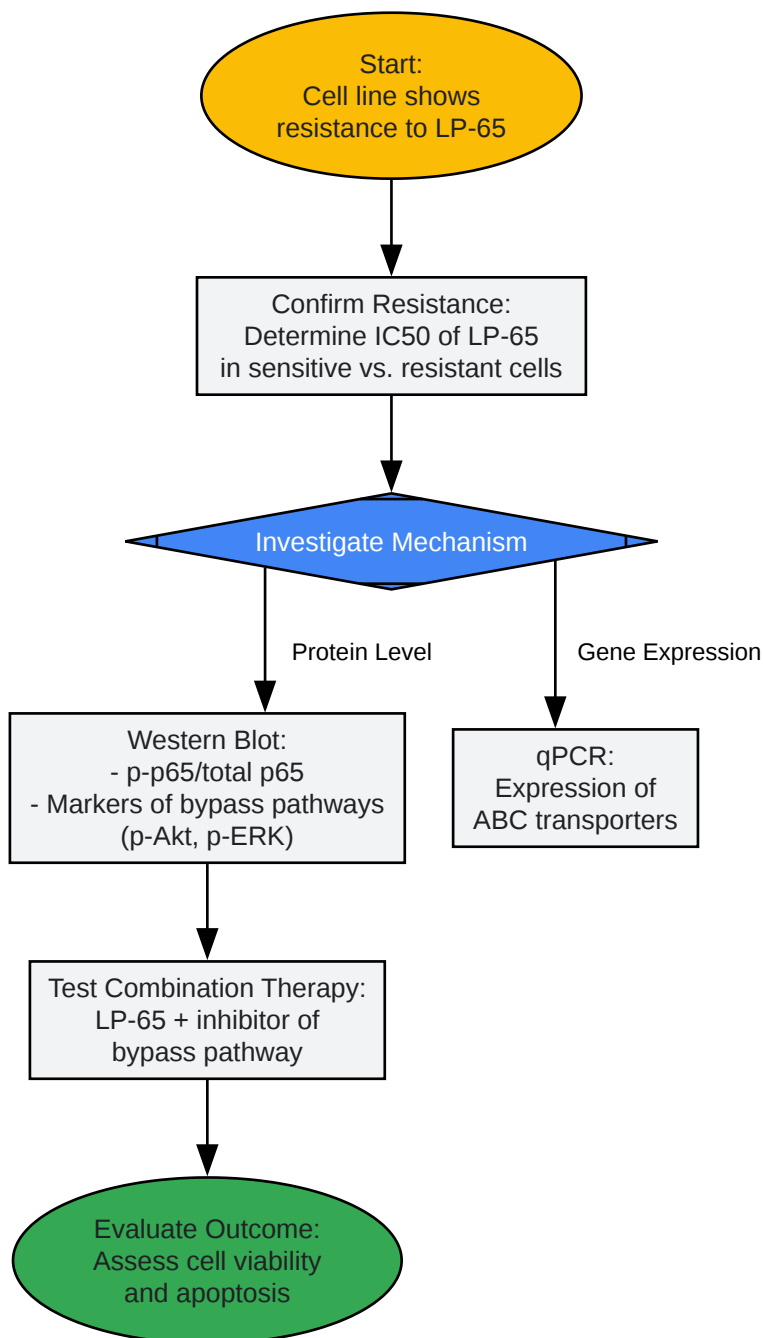 Start:
Cell line shows
resistance to LP-65
Confirm Resistance:
Determine IC50 of LP-65
in sensitive vs. resistant cells
Investigate Mechanism
Protein Level
Gene Expression
Western Blot:
- p-p65/total p65
- Markers of bypass pathways
(p-Akt, p-ERK)
qPCR:
Expression of
ABC transporters
Test Combination Therapy:
LP-65 + inhibitor of
bypass pathway
Evaluate Outcome:
Assess cell viability
and apoptosis